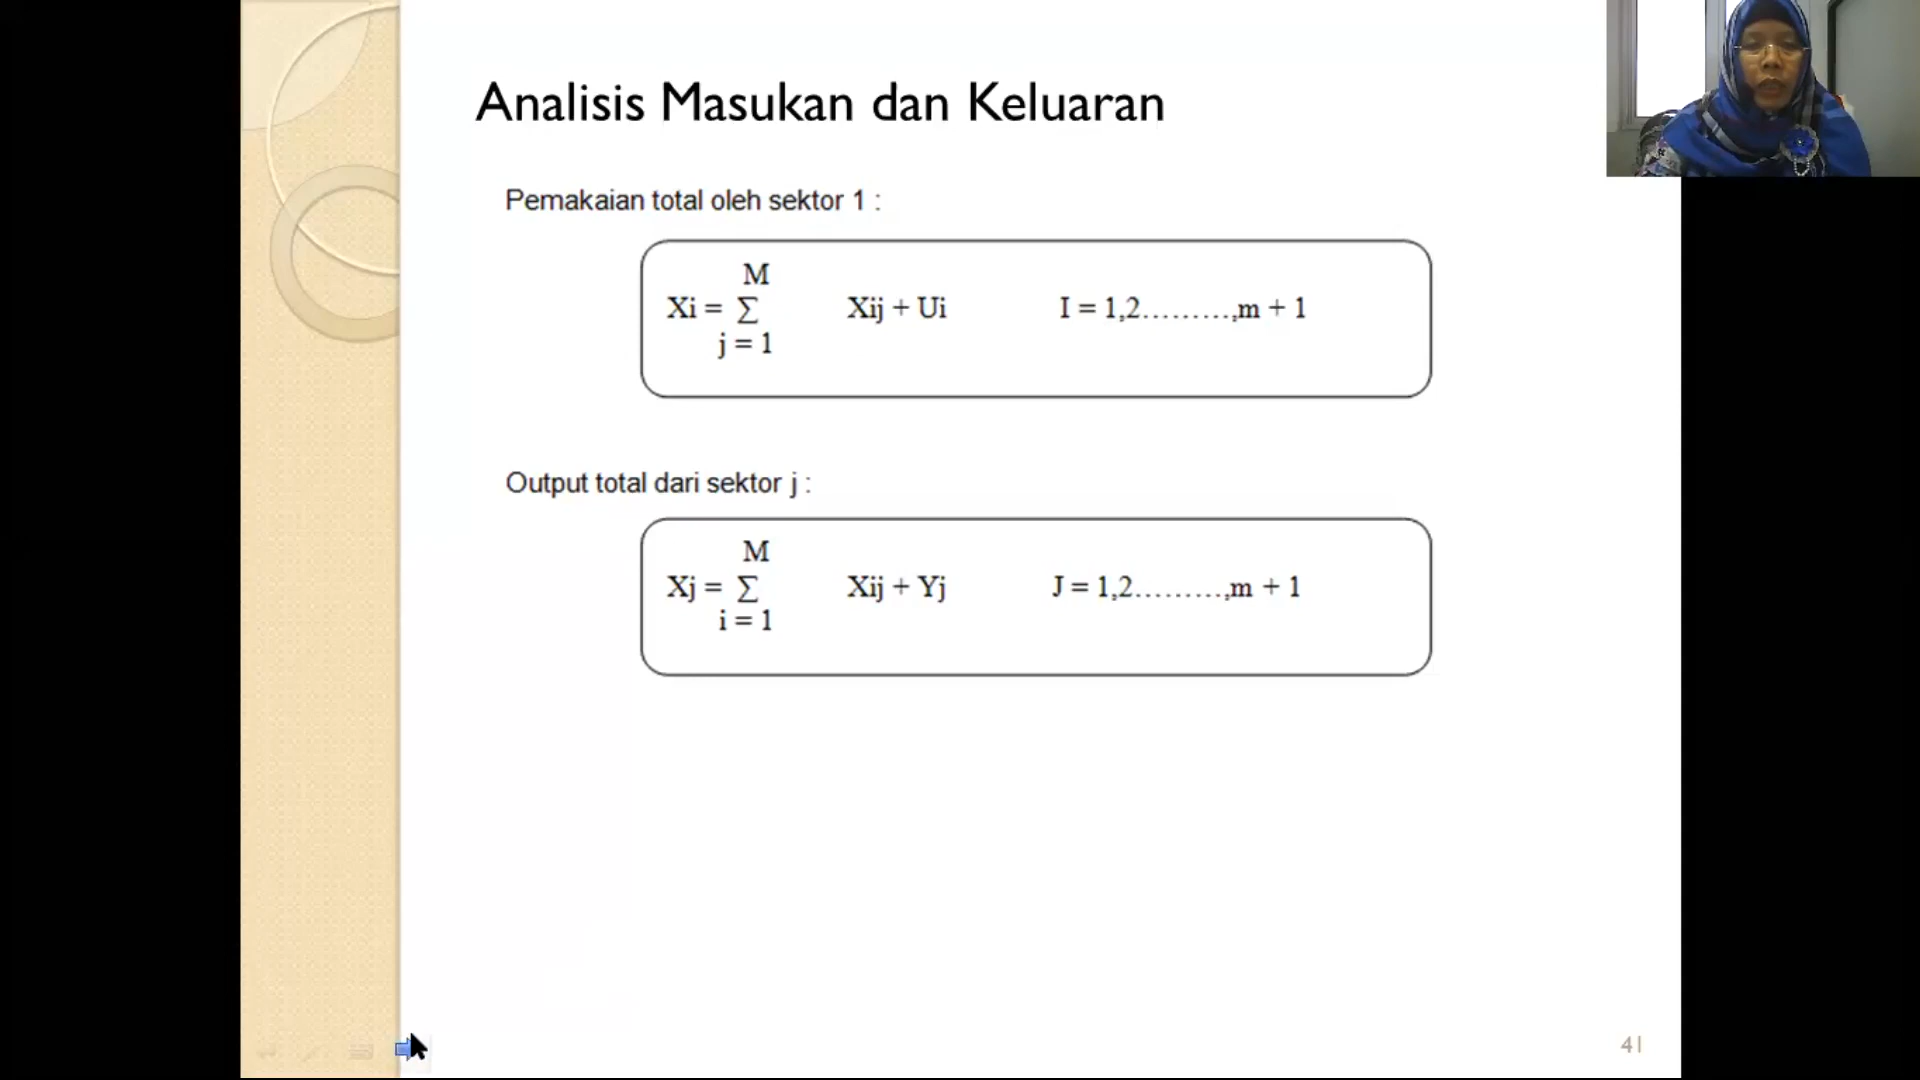 Analisis Masukan dan Keluaran
Pemakaian total oleh sektor 1 :
M
Xi = ∑ Xij + Ui I = 1,2.........,m + 1
j = 1
Output total dari sektor j :
M
Xj = ∑ Xij + Yj J = 1,2.........,m + 1
i = 1
41